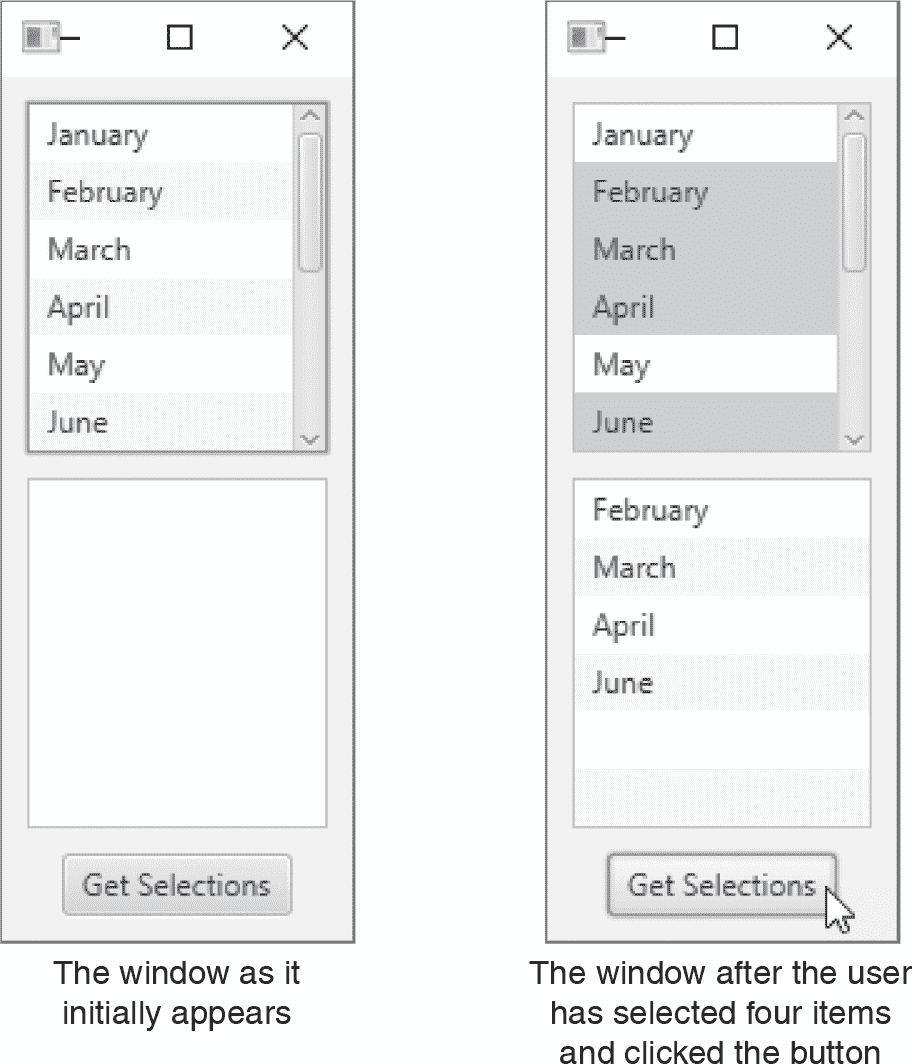 January
February
March
April
May
June
Get Selections
The window as it
initially appears
January
February
March
April
May
June
February
March
April
June
Get Selections
The window after the user
has selected four items
and clicked the button